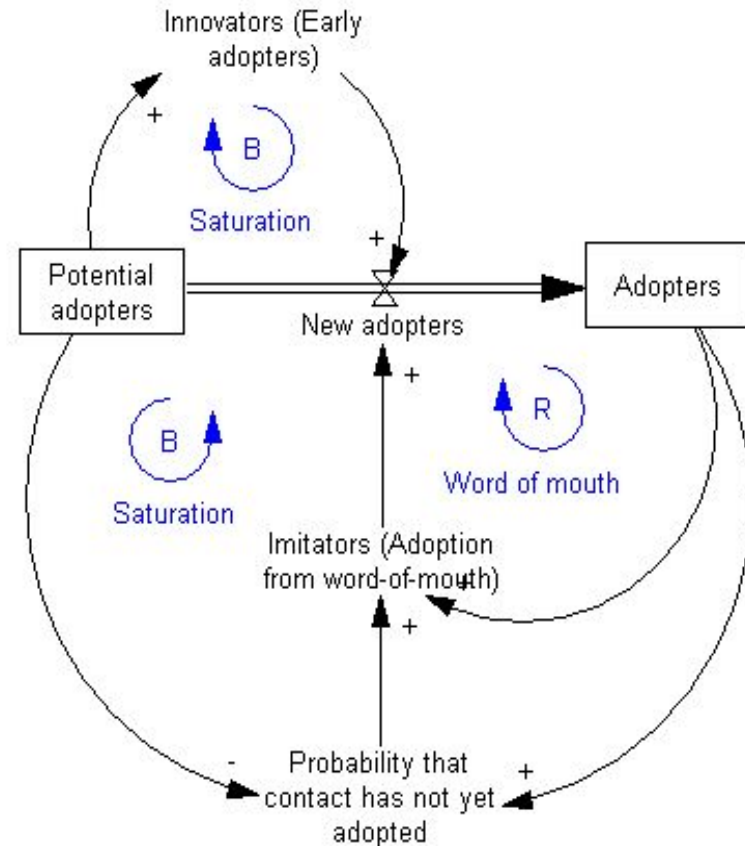 Innovators (Early
adopters)
+
B
Saturation
+
Potential
adopters
Adopters
New adopters
+
B
Saturation
R
Word of mouth
Imitators (Adoption
from word-of-mouth)
+
+
-
Probability that
contact has not yet
adopted
+